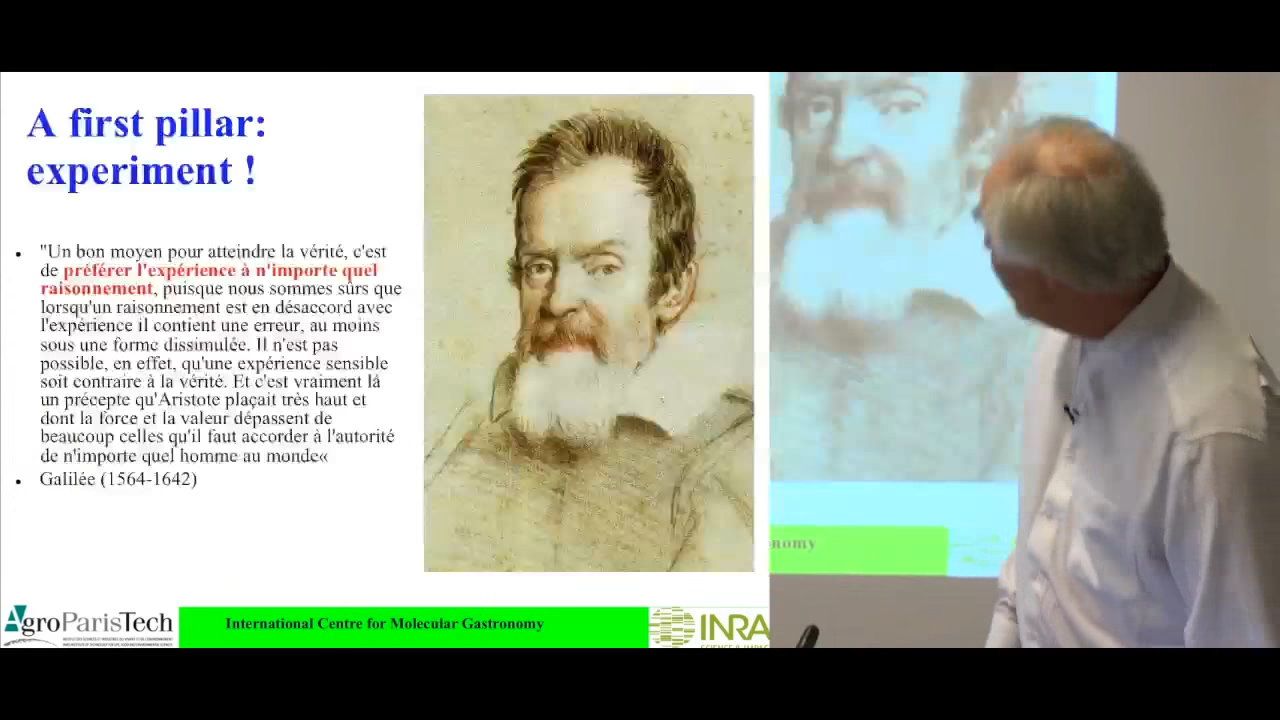 A first pillar:
experiment !
"Un bon moyen pour atteindre la vérité, c'est
de préférer l'expérience à n'importe quel
raisonnement, puisque nous sommes sûrs que
lorsqu'un raisonnement est en désaccord avec
l'expérience il contient une erreur, au moins
sous une forme dissimulée. Il n'est pas
possible, en effet, qu'une expérience sensible
soit contraire à la vérité. Et c'est vraiment là
un précepte qu'Aristote plaçait très haut et
dont la force et la valeur dépassent de
beaucoup celles qu'il faut accorder à l'autorité
de n'importe quel homme au monde«
Galilée (1564-1642)
nomy
AgroParisTech
International Centre for Molecular Gastronomy
INRA